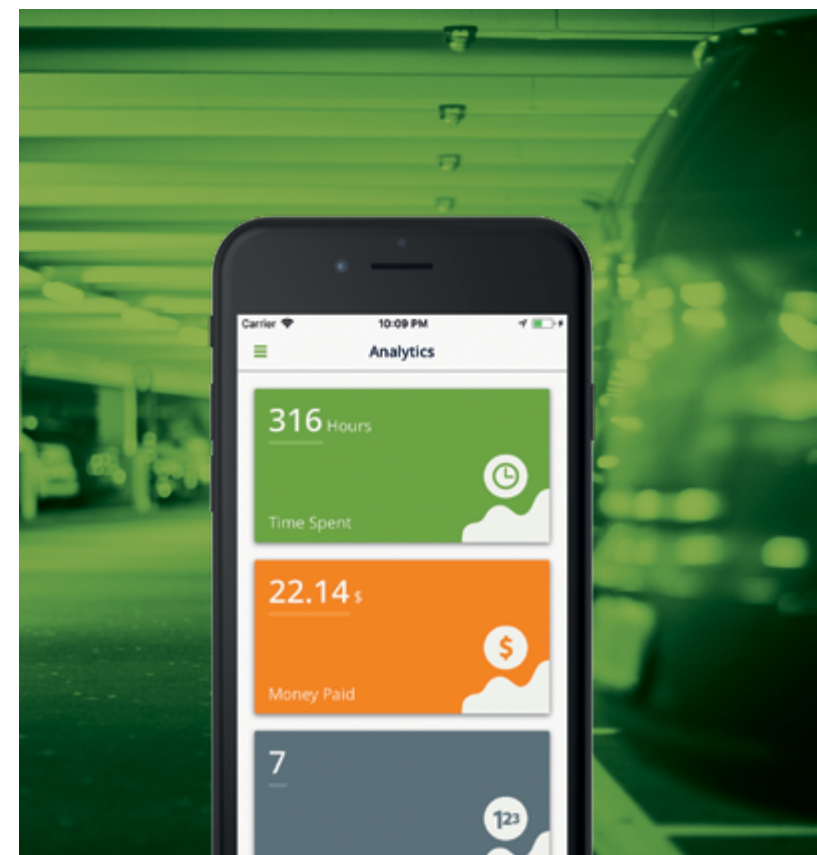 Carrier 10:09 PM
Analytics
316 Hours
Time Spent
22.14 $
$
Money Paid
7
123